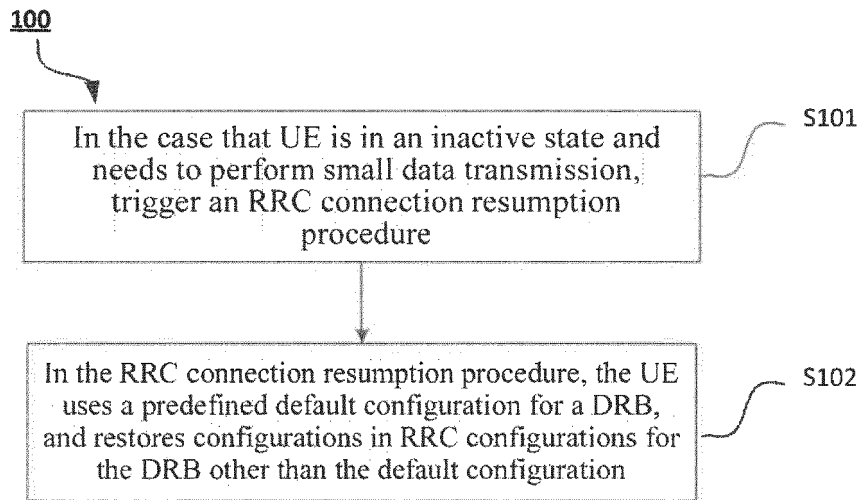 100
In the case that UE is in an inactive state and
needs to perform small data transmission,
trigger an RRC connection resumption
procedure
S101
In the RRC connection resumption procedure, the UE
uses a predefined default configuration for a DRB,
and restores configurations in RRC configurations for
the DRB other than the default configuration
S102